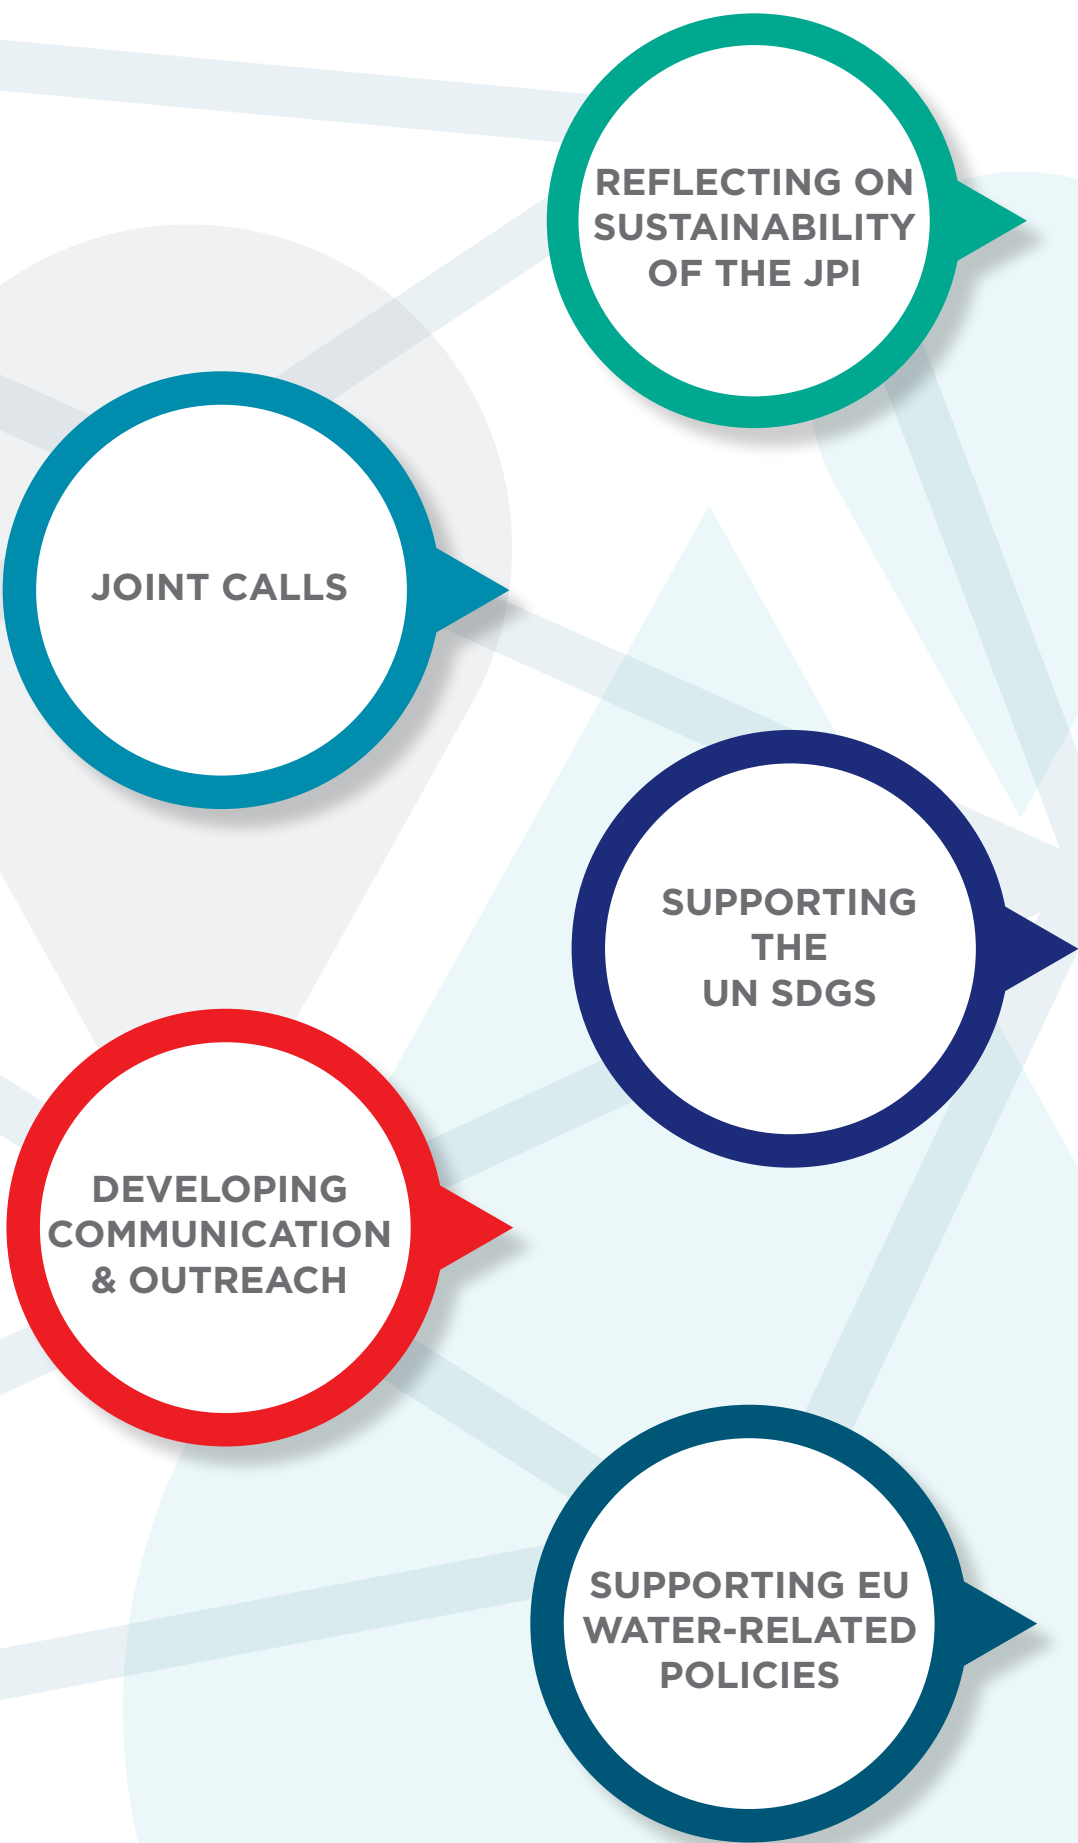 REFLECTING ON
SUSTAINABILITY
OF THE JPI
JOINT CALLS
SUPPORTING
THE
UN SDGS
DEVELOPING
COMMUNICATION
& OUTREACH
SUPPORTING EU
WATER-RELATED
POLICIES